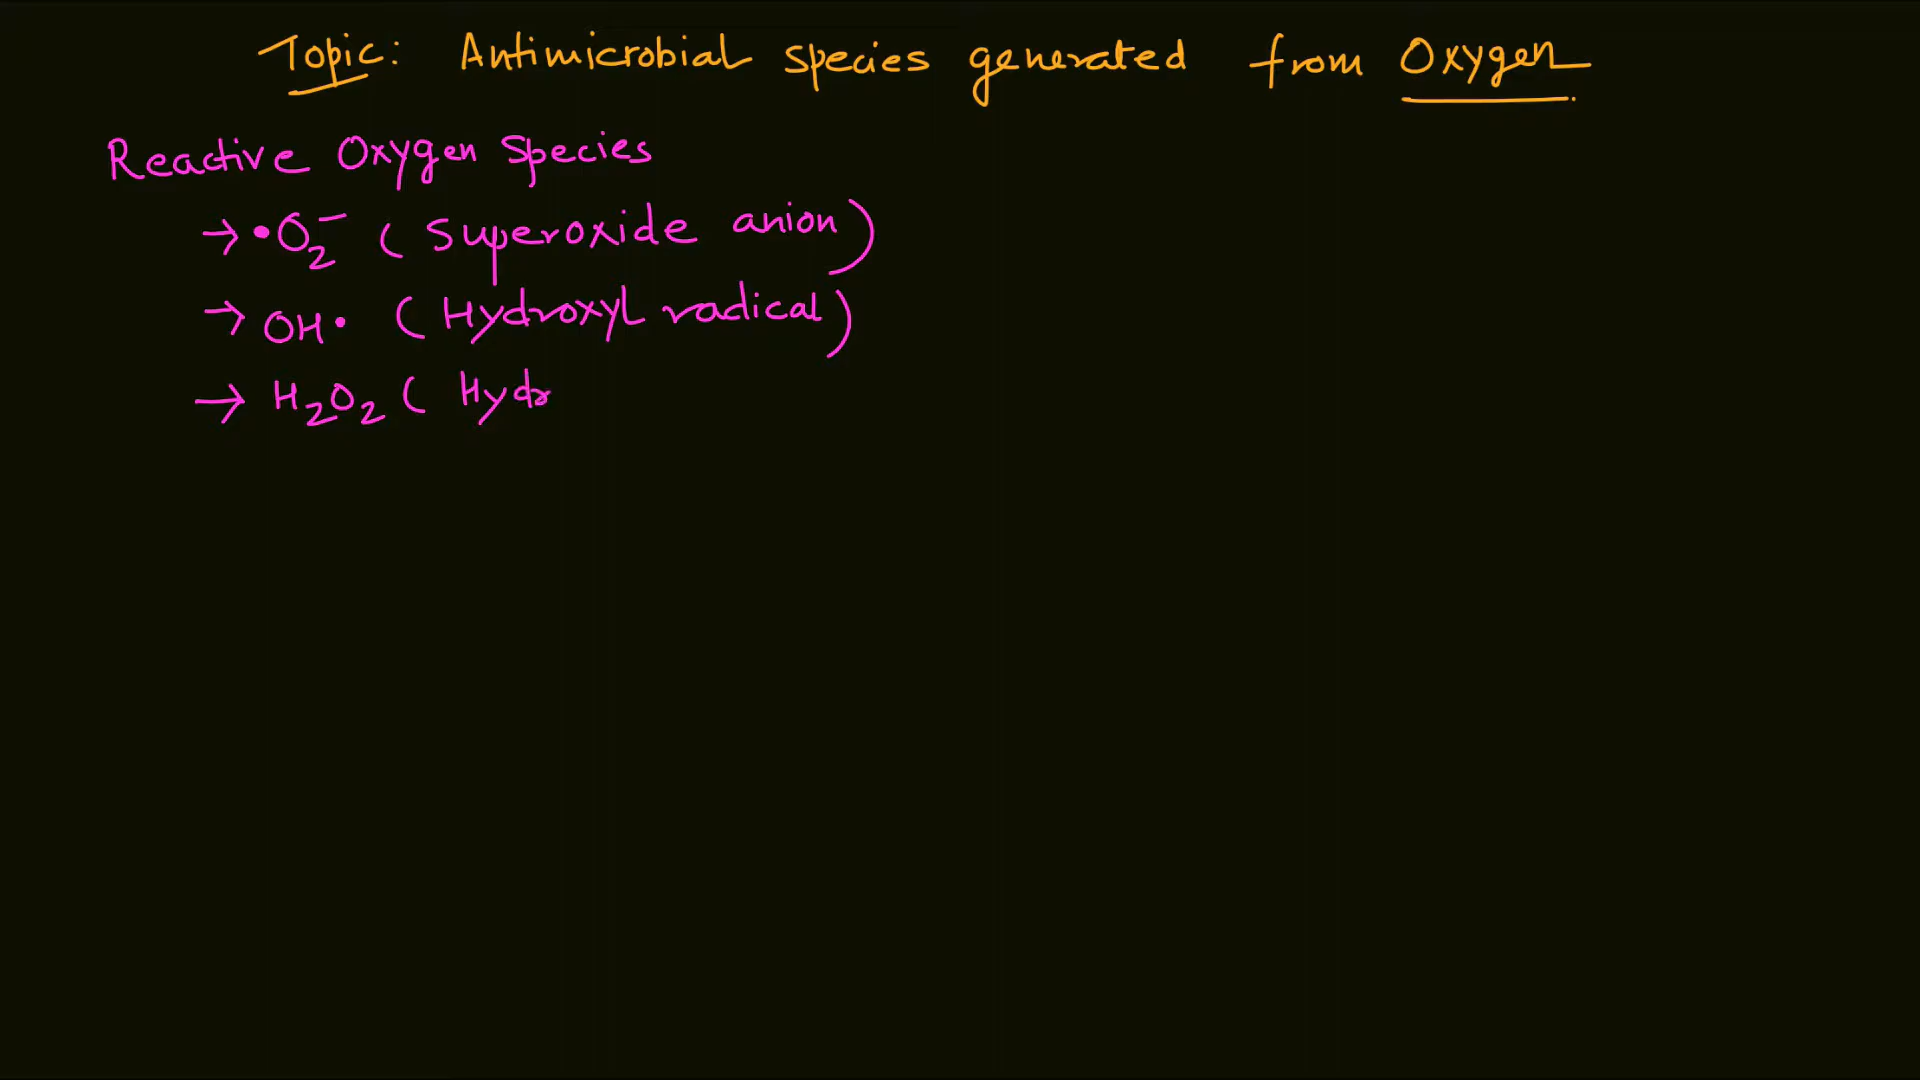 Topic: Antimicrobial species generated from Oxygen
Reactive Oxygen Species
→ •O₂⁻ (Superoxide anion)
→ OH• (Hydroxyl radical)
→ H₂O₂ (Hydr